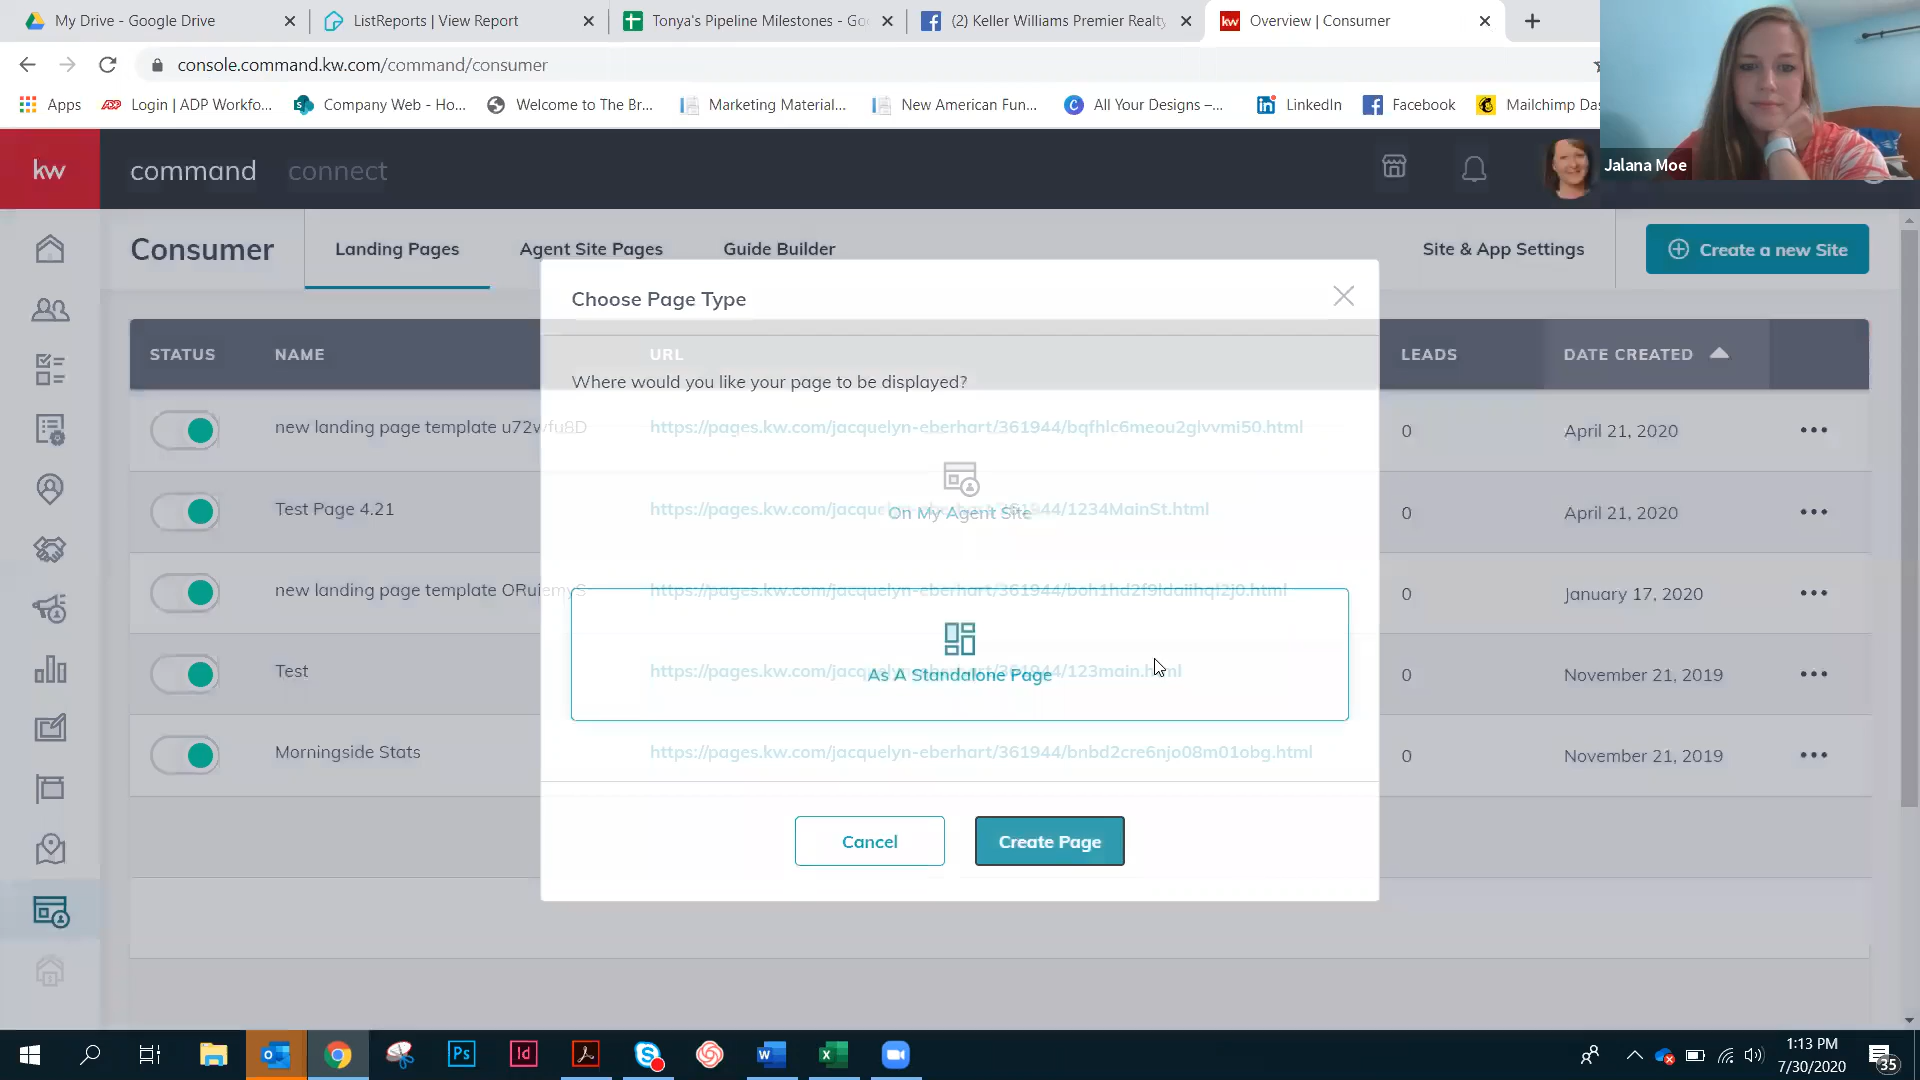 My Drive - Google Drive
ListReports | View Report
Tonya's Pipeline Milestones - Go
(2) Keller Williams Premier Realty
kw Overview | Consumer
console.command.kw.com/command/consumer
Apps
ADP Login | ADP Workfo...
Company Web - Ho...
Welcome to The Br...
Marketing Material...
New American Fun...
All Your Designs –...
LinkedIn
Facebook
Mailchimp Das
kw
command
connect
Jalana Moe
Consumer
Landing Pages
Agent Site Pages
Guide Builder
Site & App Settings
Create a new Site
Choose Page Type
STATUS NAME URL LEADS DATE CREATED
Where would you like your page to be displayed?
new landing page template u72wfu8D https://pages.kw.com/jacquelyn-eberhart/361944/bqfhlc6meou2glvvmi50.html 0 April 21, 2020
Test Page 4.21 https://pages.kw.com/jacquelyn-eberhart/361944/1234MainSt.html 0 April 21, 2020
On My Agent Site
new landing page template ORuiemyS https://pages.kw.com/jacquelyn-eberhart/361944/boh1hd2f9ldaiihql2j0.html 0 January 17, 2020
Test https://pages.kw.com/jacquelyn-eberhart/361944/123main.html 0 November 21, 2019
As A Standalone Page
Morningside Stats https://pages.kw.com/jacquelyn-eberhart/361944/bnbd2cre6njo08m01obg.html 0 November 21, 2019
Cancel
Create Page
1:13 PM
7/30/2020
35